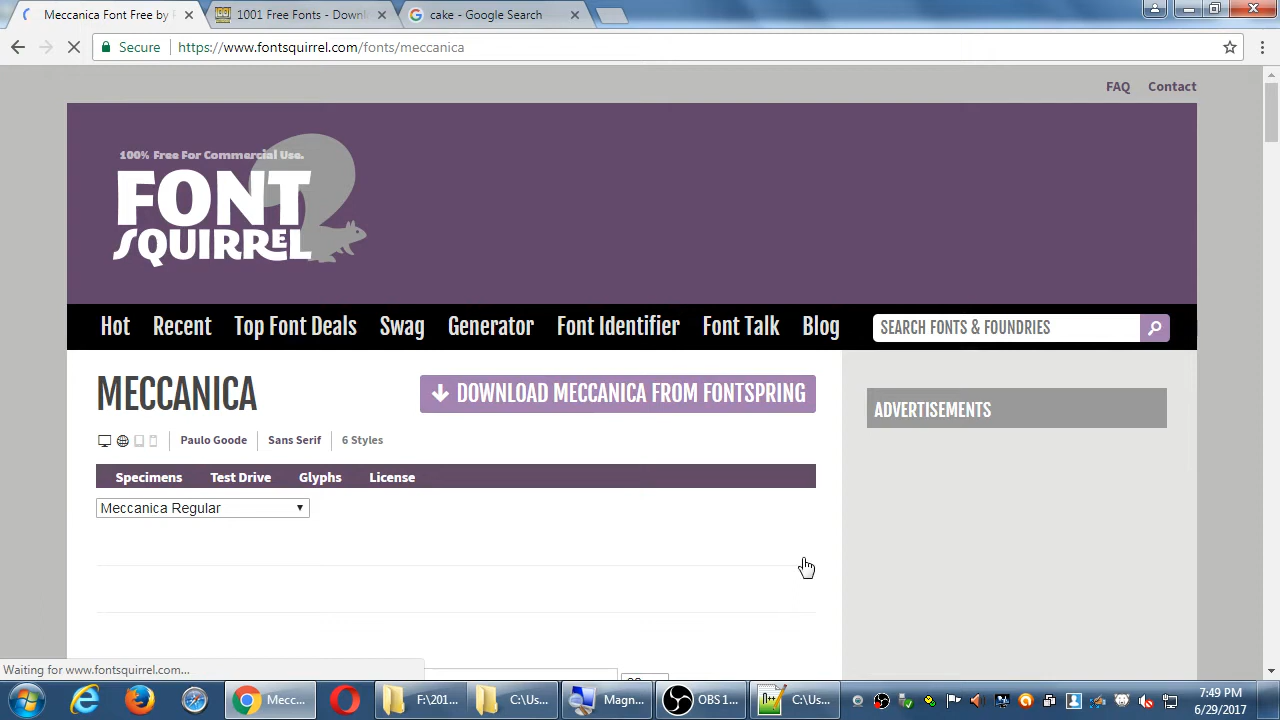 Meccanica Font Free by
1001 Free Fonts - Downl
cake - Google Search
Secure
https://www.fontsquirrel.com/fonts/meccanica
FAQ
Contact
100% Free For Commercial Use.
FONT
SQUIRREL
Hot
Recent
Top Font Deals
Swag
Generator
Font Identifier
Font Talk
Blog
SEARCH FONTS & FOUNDRIES
MECCANICA
DOWNLOAD MECCANICA FROM FONTSPRING
ADVERTISEMENTS
Paulo Goode
Sans Serif
6 Styles
Specimens
Test Drive
Glyphs
License
Meccanica Regular
Waiting for www.fontsquirrel.com...
Mecc...
F:\201...
C:\Us...
Magn...
OBS 1...
C:\Us...
7:49 PM
6/29/2017